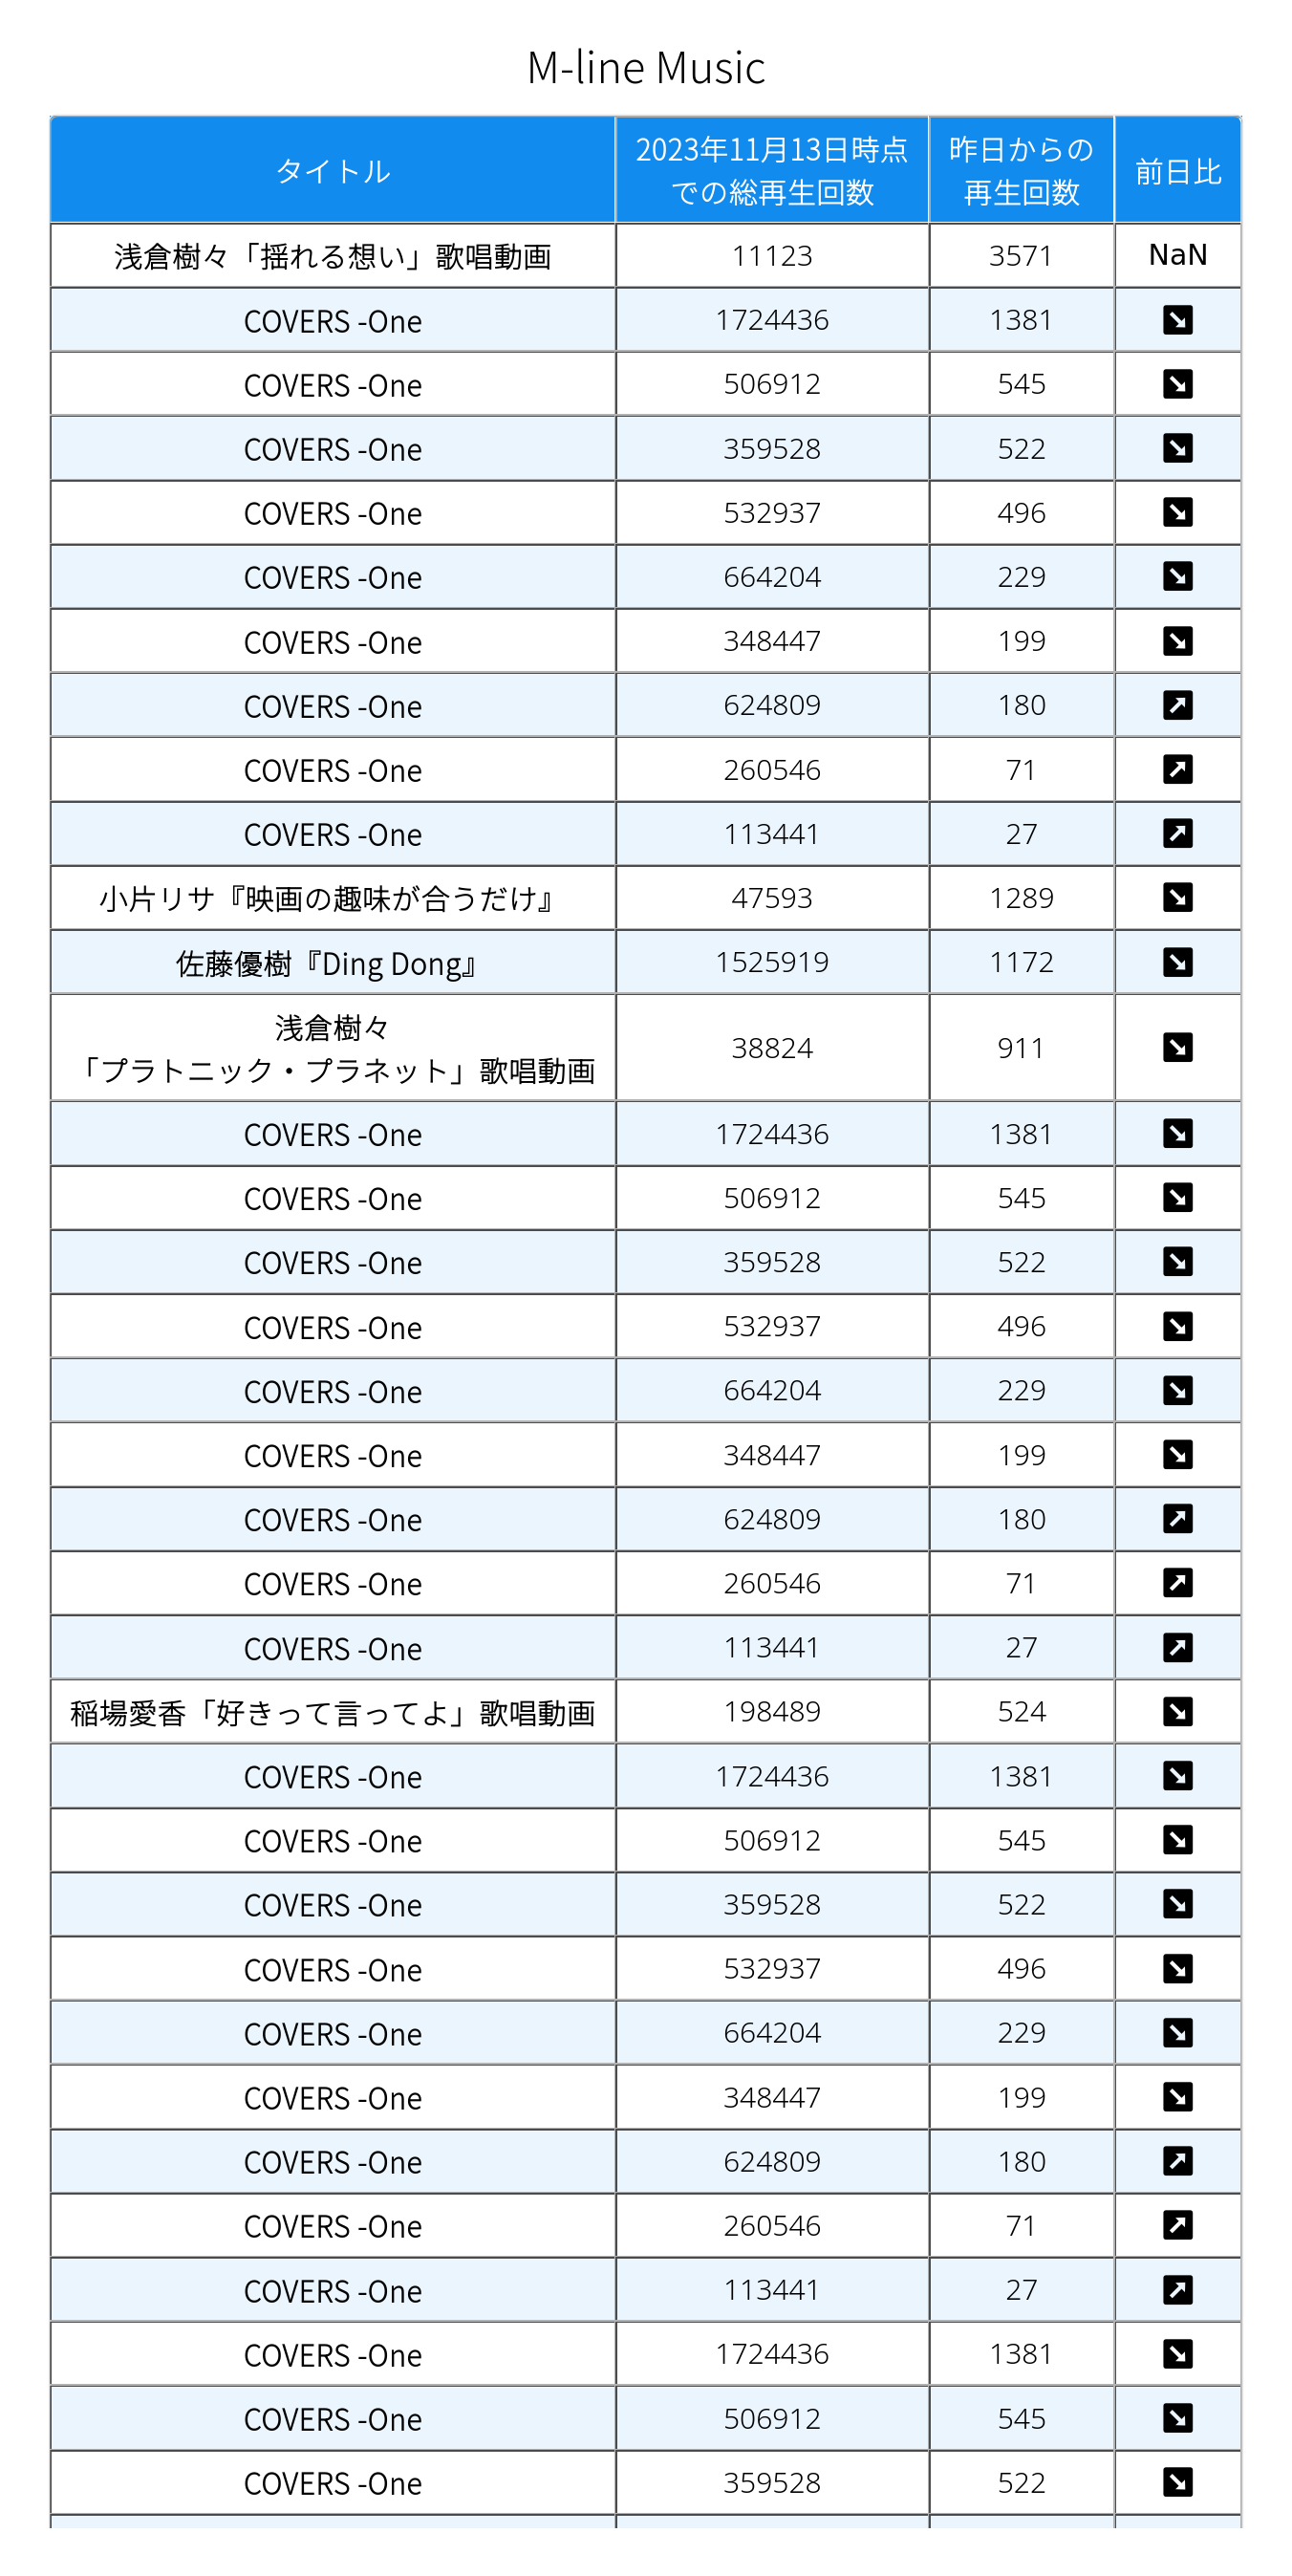 M-line Music
タイトル 2023年11月13日時点 昨日からの 前日比
での総再生回数 再生回数
浅倉樹々「揺れる想い」歌唱動画 11123 3571 NaN
COVERS -One 1724436 1381
COVERS -One 506912 545
COVERS -One 359528 522
COVERS -One 532937 496
COVERS -One 664204 229
COVERS -One 348447 199
COVERS -One 624809 180
COVERS -One 260546 71
COVERS -One 113441 27
小片リサ『映画の趣味が合うだけ』 47593 1289
佐藤優樹『Ding Dong』 1525919 1172
浅倉樹々
「プラトニック・プラネット」歌唱動画 38824 911
COVERS -One 1724436 1381
COVERS -One 506912 545
COVERS -One 359528 522
COVERS -One 532937 496
COVERS -One 664204 229
COVERS -One 348447 199
COVERS -One 624809 180
COVERS -One 260546 71
COVERS -One 113441 27
稲場愛香「好きって言ってよ」歌唱動画 198489 524
COVERS -One 1724436 1381
COVERS -One 506912 545
COVERS -One 359528 522
COVERS -One 532937 496
COVERS -One 664204 229
COVERS -One 348447 199
COVERS -One 624809 180
COVERS -One 260546 71
COVERS -One 113441 27
COVERS -One 1724436 1381
COVERS -One 506912 545
COVERS -One 359528 522